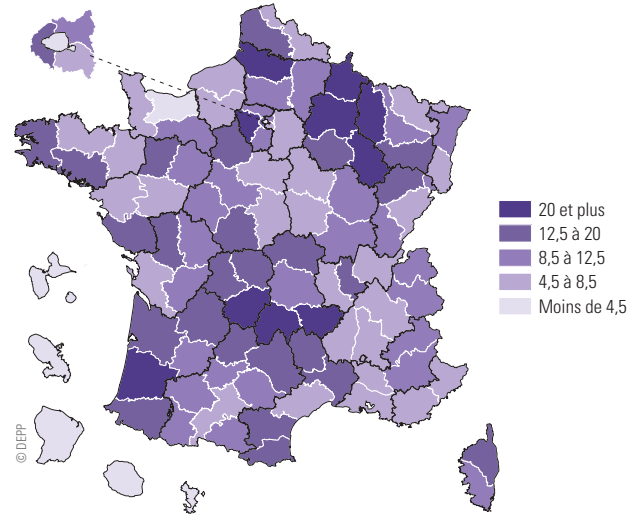 20 et plus
12,5 à 20
8,5 à 12,5
4,5 à 8,5
Moins de 4,5
© DEPP